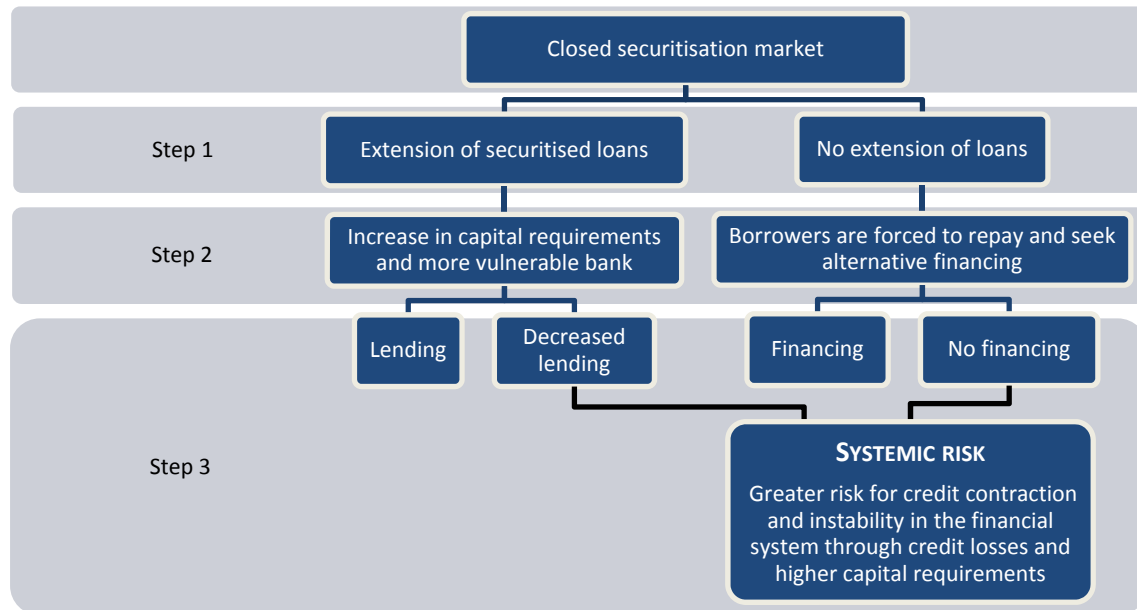 Closed securitisation market
Step 1
Extension of securitised loans
No extension of loans
Step 2
Increase in capital requirements
and more vulnerable bank
Borrowers are forced to repay and seek
alternative financing
Lending
Decreased
lending
Financing
No financing
Step 3
SYSTEMIC RISK
Greater risk for credit contraction
and instability in the financial
system through credit losses and
higher capital requirements